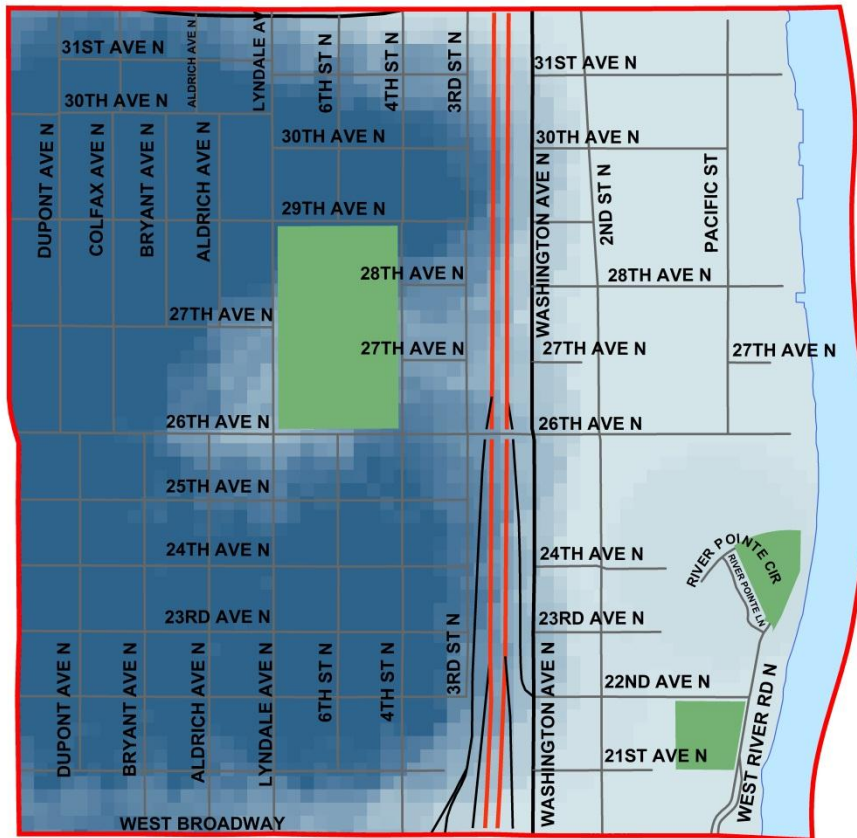 31ST AVE N
ALDRICH AVE N
LYNDALE AV
6TH ST N
4TH ST N
3RD ST N
31ST AVE N
30TH AVE N
30TH AVE N
30TH AVE N
DUPONT AVE N
COLFAX AVE N
BRYANT AVE N
ALDRICH AVE N
29TH AVE N
WASHINGTON AVE N
2ND ST N
PACIFIC ST
28TH AVE N
28TH AVE N
27TH AVE N
27TH AVE N
27TH AVE N
27TH AVE N
26TH AVE N
26TH AVE N
25TH AVE N
24TH AVE N
24TH AVE N
RIVER POINTE CIR
RIVER POINTE LN
23RD AVE N
23RD AVE N
DUPONT AVE N
BRYANT AVE N
ALDRICH AVE N
LYNDALE AVE N
6TH ST N
4TH ST N
3RD ST N
WASHINGTON AVE N
22ND AVE N
WEST RIVER RD N
21ST AVE N
WEST BROADWAY